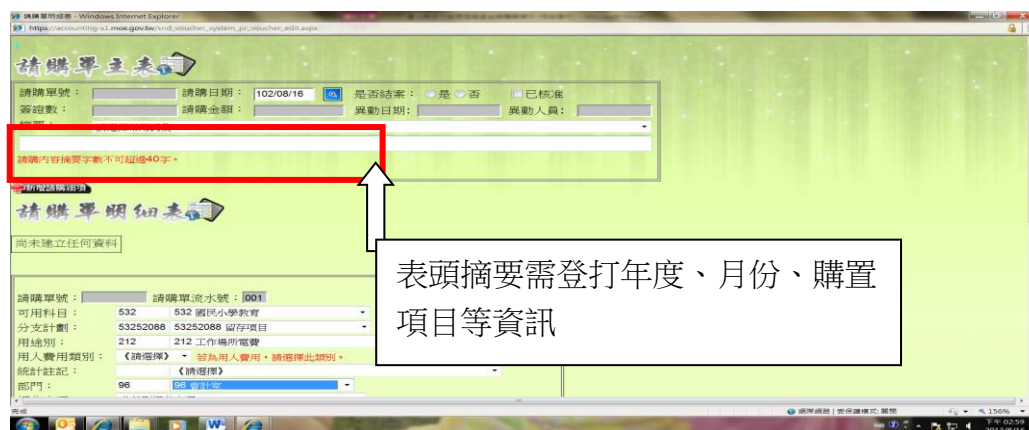 請購單明細表 - Windows Internet Explorer
https://accounting-x1.moe.gov.tw/snd_voucher_system_pr_voucher_edit.aspx
請購單主表
請購單號： 請購日期： 102/08/16 是否結案： 是 否 已核准
簽證數： 請購金額： 異動日期： 異動人員：
請購內容摘要字數不可超過40字。
新增請購細項
請購單明細表
尚未建立任何資料
表頭摘要需登打年度、月份、購置
項目等資訊
請購單號： 請購單流水號： 001
可用科目： 532 532 國民小學教育
分支計劃： 53252088 53252088 留存項目
用途別： 212 212 工作場所電費
用人費用類別： 《請選擇》 若為用人費用，請選擇此類別。
統計註記： 《請選擇》
部門： 96 96 會計室
完成 網際網路 | 受保護模式: 關閉 156%
下午 02:59